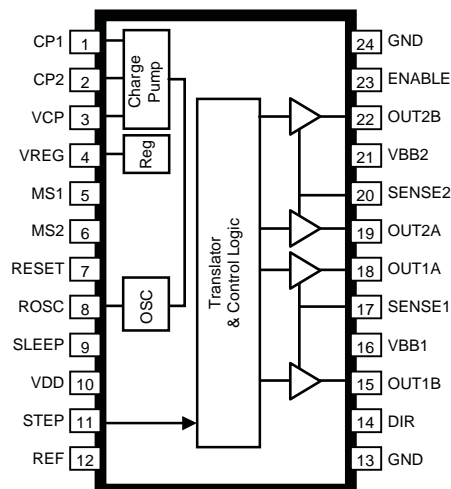 CP1 1
CP2 2
VCP 3
VREG 4
MS1 5
MS2 6
RESET 7
ROSC 8
SLEEP 9
VDD 10
STEP 11
REF 12
Charge
Pump
Reg
OSC
Translator
& Control Logic
24 GND
23 ENABLE
22 OUT2B
21 VBB2
20 SENSE2
19 OUT2A
18 OUT1A
17 SENSE1
16 VBB1
15 OUT1B
14 DIR
13 GND